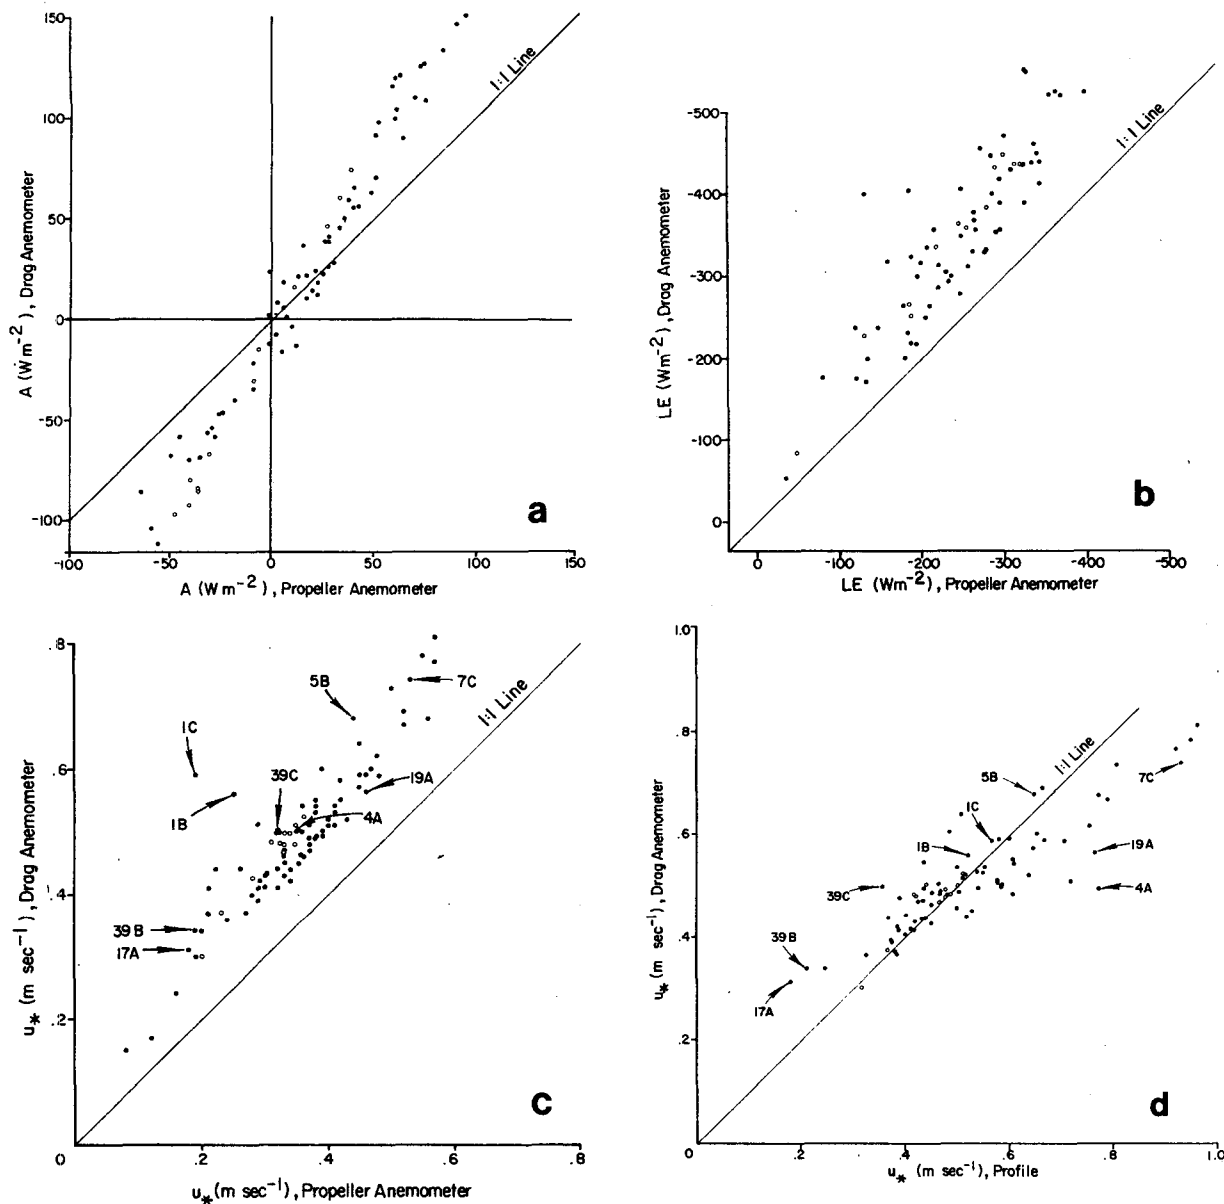 150
100
50
0
-50
-100
A (Wm⁻²), Drag Anemometer
1:1 Line
a
-100
-50
0
50
100
150
A (Wm⁻²), Propeller Anemometer
-500
-400
-300
-200
-100
0
LE (Wm⁻²), Drag Anemometer
1:1 Line
b
0
-100
-200
-300
-400
-500
LE (Wm⁻²), Propeller Anemometer
.8
.6
.4
.2
u* (m sec⁻¹), Drag Anemometer
1C
5B
7C
1:1 Line
39C
19A
1B
4A
39B
17A
c
0
.2
.4
.6
.8
u* (m sec⁻¹), Propeller Anemometer
1.0
.8
.6
.4
.2
u* (m sec⁻¹), Drag Anemometer
1:1 Line
5B
7C
1C
1B
19A
39C
4A
39B
17A
d
0
.2
.4
.6
.8
1.0
u* (m sec⁻¹), Profile